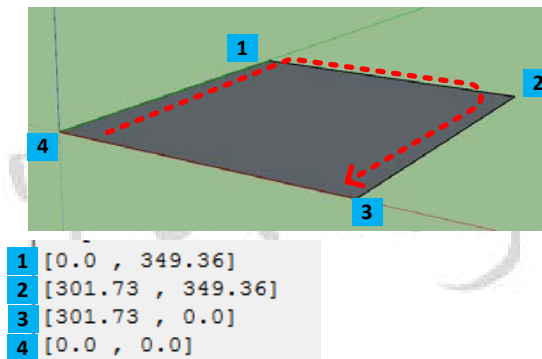 1
2
4
3
1 [0.0 , 349.36]
2 [301.73 , 349.36]
3 [301.73 , 0.0]
4 [0.0 , 0.0]